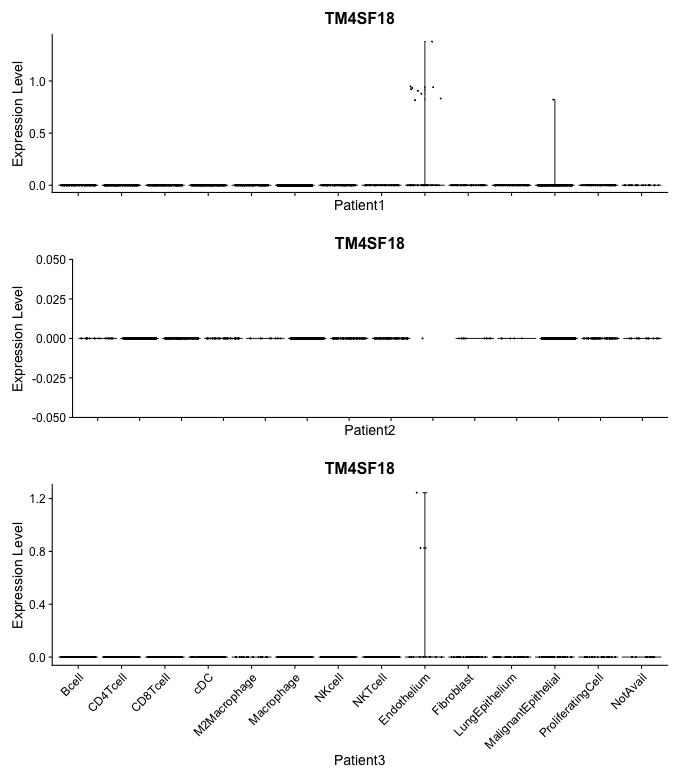 TM4SF18
Expression Level
1.0
0.5
0.0
Patient1
TM4SF18
Expression Level
0.050
0.025
0.000
-0.025
-0.050
Patient2
TM4SF18
Expression Level
1.2
0.8
0.4
0.0
Bcell
CD4Tcell
CD8Tcell
cDC
M2Macrophage
Macrophage
NKcell
NKTcell
Endothelium
Fibroblast
LungEpithelium
MalignantEpithelial
ProliferatingCell
NotAvail
Patient3